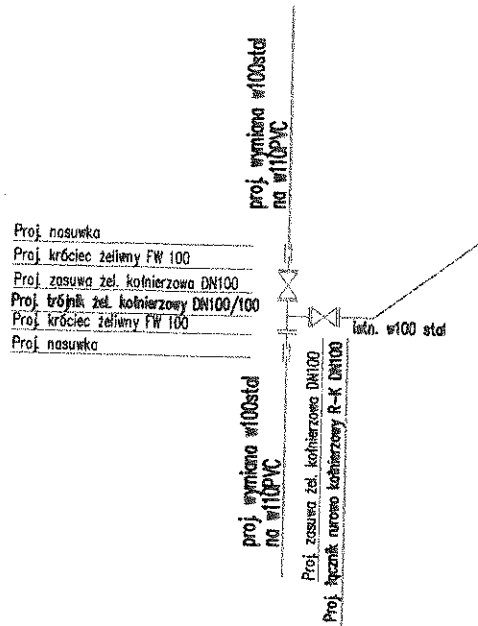 proj. wymiana w100stal
na w110PVC
Proj. nasuwka
Proj. króciec żeliwny FW 100
Proj. zasuwa żel. kołnierzowa DN100
Proj. trójnik żel. kołnierzowy DN100/100
Proj. króciec żeliwny FW 100
Proj. nasuwka
istn. w100 stal
proj. wymiana w100stal
na w110PVC
Proj. zasuwa żel. kołnierzowa DN100
Proj. łącznik rurowo kołnierzowy R-K DN100